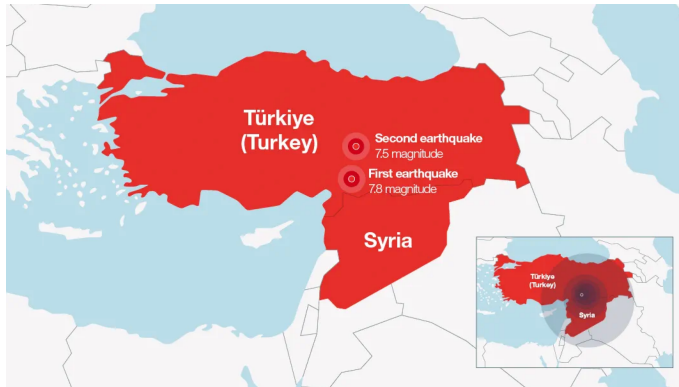 Türkiye
(Turkey)
Second earthquake
7.5 magnitude
First earthquake
7.8 magnitude
Syria
Türkiye
(Turkey)
Syria